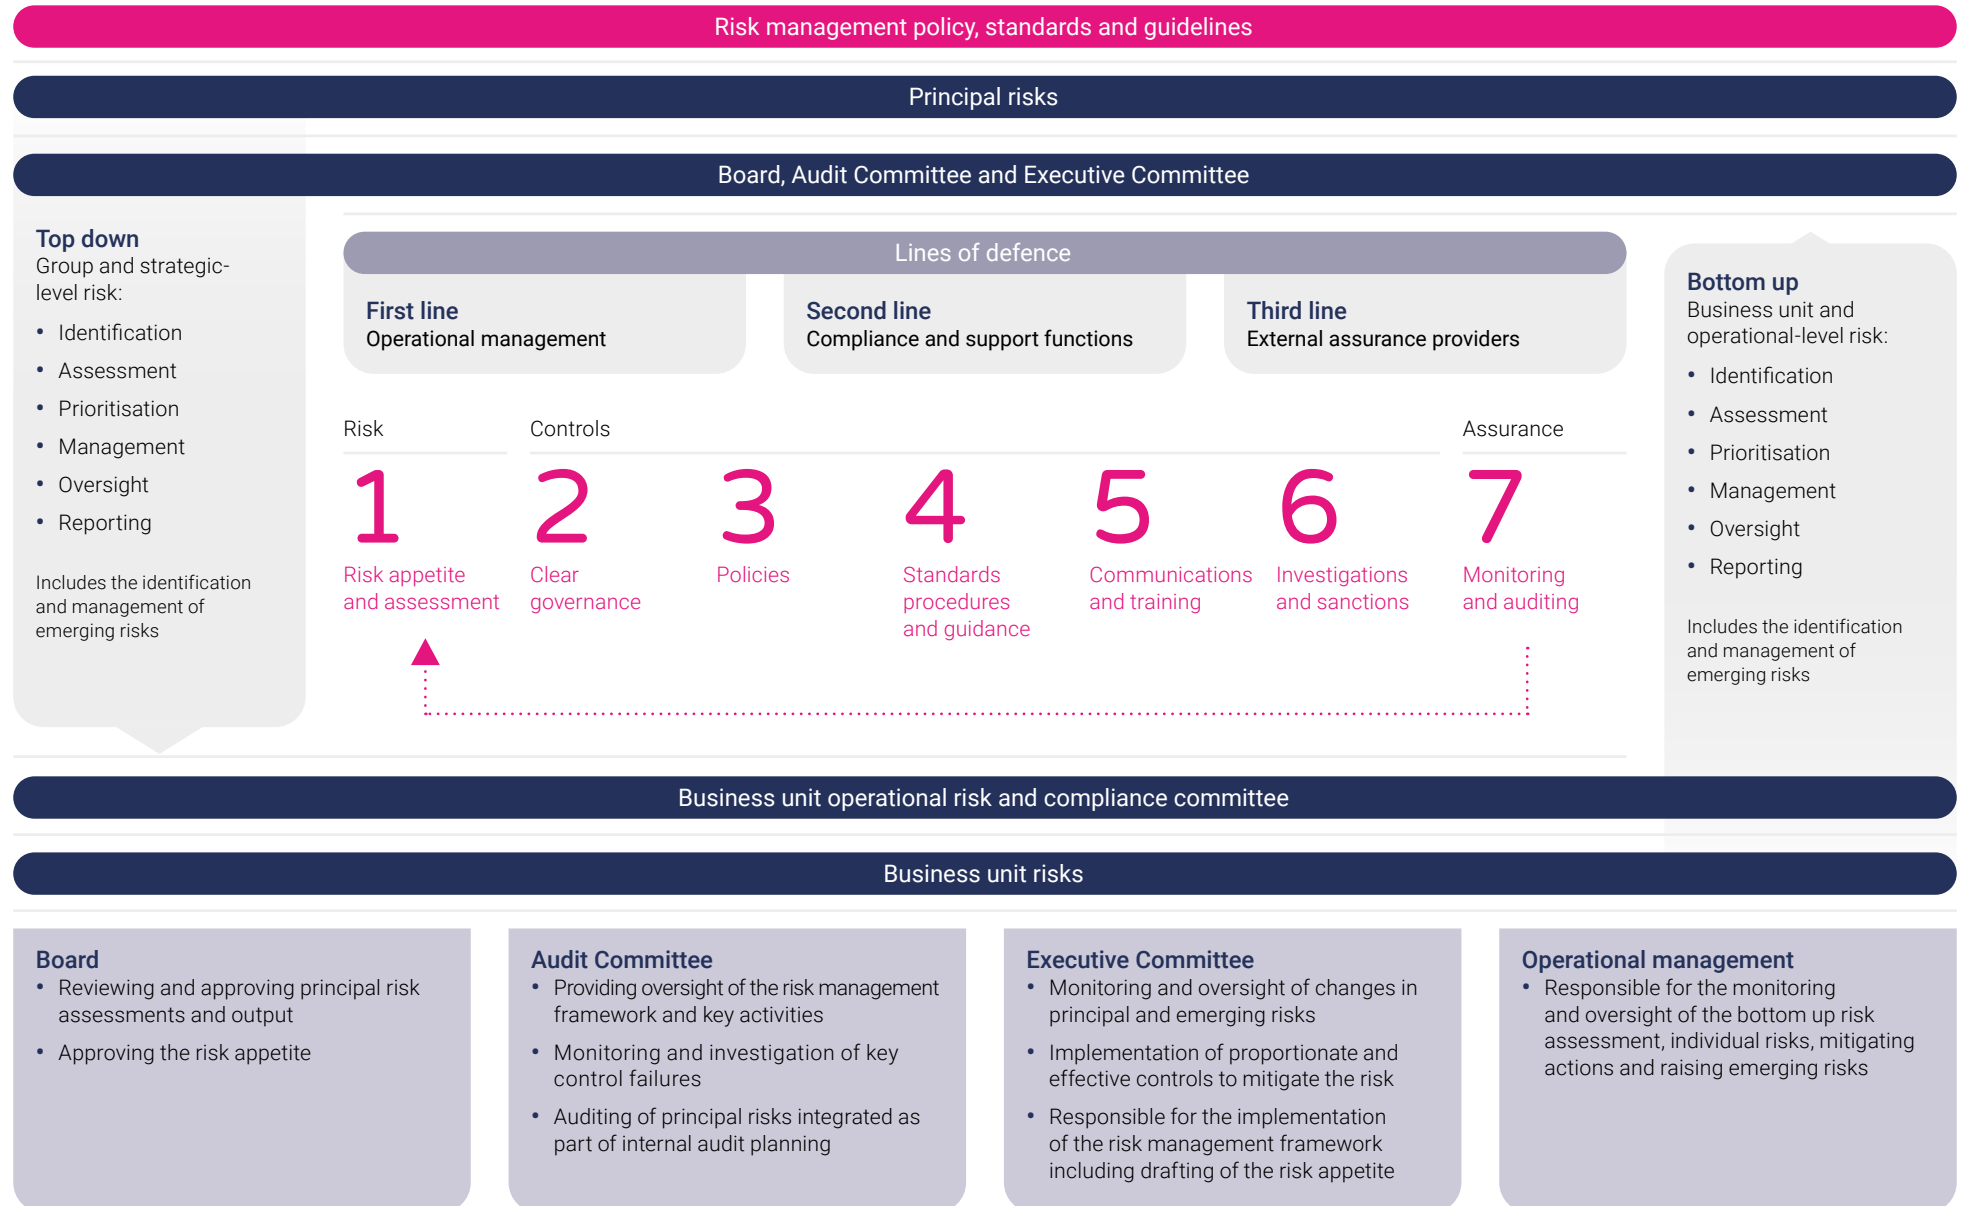 Risk management policy, standards and guidelines
Principal risks
Board, Audit Committee and Executive Committee
Top down
Group and strategic-
level risk:
• Identification
• Assessment
• Prioritisation
• Management
• Oversight
• Reporting
Includes the identification
and management of
emerging risks
Lines of defence
First line
Operational management
Second line
Compliance and support functions
Third line
External assurance providers
Risk
Controls
Assurance
1
Risk appetite
and assessment
2
Clear
governance
3
Policies
4
Standards
procedures
and guidance
5
Communications
and training
6
Investigations
and sanctions
7
Monitoring
and auditing
Bottom up
Business unit and
operational-level risk:
• Identification
• Assessment
• Prioritisation
• Management
• Oversight
• Reporting
Includes the identification
and management of
emerging risks
Business unit operational risk and compliance committee
Business unit risks
Board
• Reviewing and approving principal risk
assessments and output
• Approving the risk appetite
Audit Committee
• Providing oversight of the risk management
framework and key activities
• Monitoring and investigation of key
control failures
• Auditing of principal risks integrated as
part of internal audit planning
Executive Committee
• Monitoring and oversight of changes in
principal and emerging risks
• Implementation of proportionate and
effective controls to mitigate the risk
• Responsible for the implementation
of the risk management framework
including drafting of the risk appetite
Operational management
• Responsible for the monitoring
and oversight of the bottom up risk
assessment, individual risks, mitigating
actions and raising emerging risks